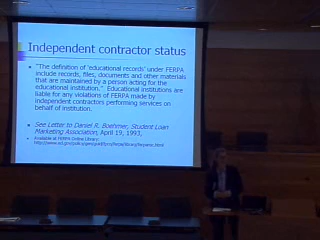 Independent contractor status
"The definition of 'educational records' under FERPA
include records, files, documents and other materials
that are maintained by a person acting for the
educational institution." Educational institutions are
liable for any violations of FERPA made by
independent contractors performing services on
behalf of institution.
See Letter to Daniel R. Boehmer, Student Loan
Marketing Association, April 19, 1993,
Available at FERPA Online Library: